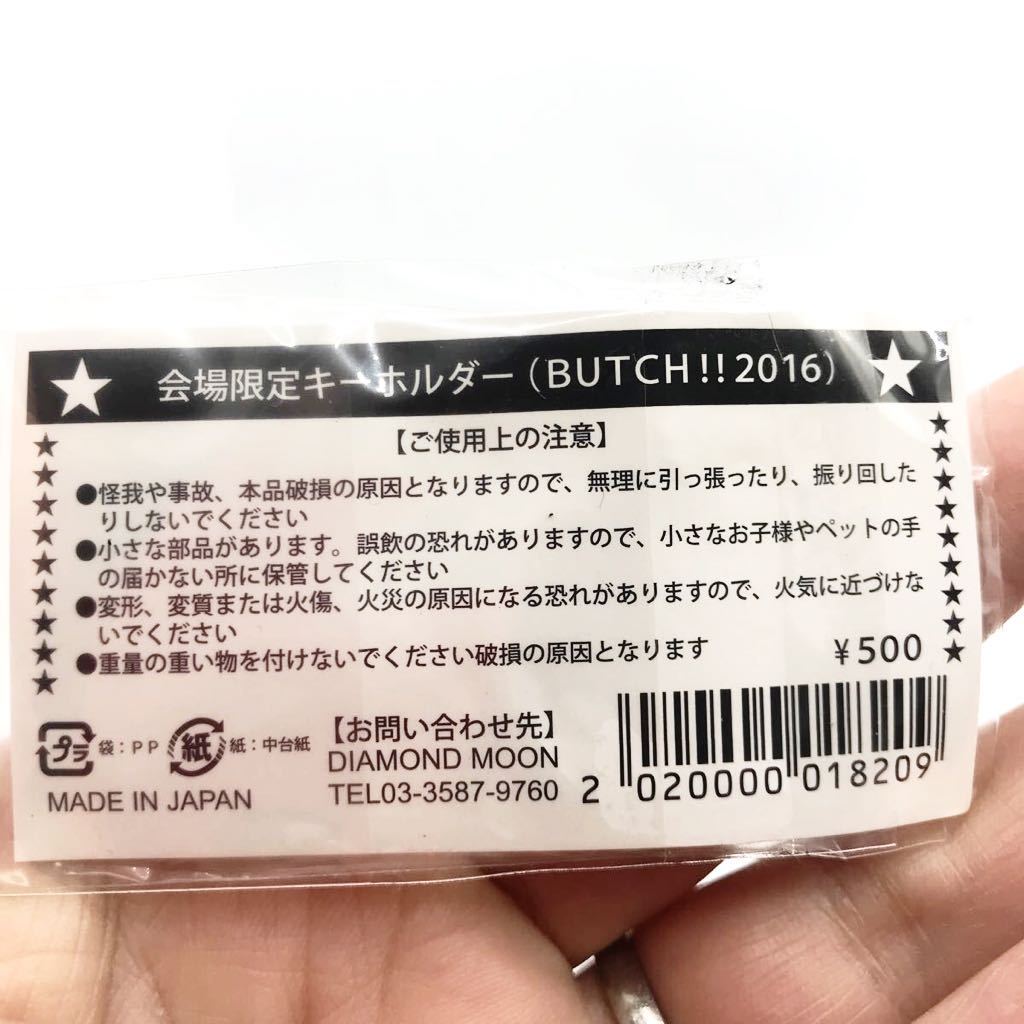 ★ 会場限定キーホルダー（BUTCH!!2016） ★
【ご使用上の注意】
●怪我や事故、本品破損の原因となりますので、無理に引っ張ったり、振り回した
りしないでください
●小さな部品があります。誤飲の恐れがありますので、小さなお子様やペットの手
の届かない所に保管してください
●変形、変質または火傷、火災の原因になる恐れがありますので、火気に近づけな
いでください
●重量の重い物を付けないでください破損の原因となります
¥500
プラ 袋：PP 紙 紙：中台紙
MADE IN JAPAN
【お問い合わせ先】
DIAMOND MOON
TEL03-3587-9760
2 020000 018209